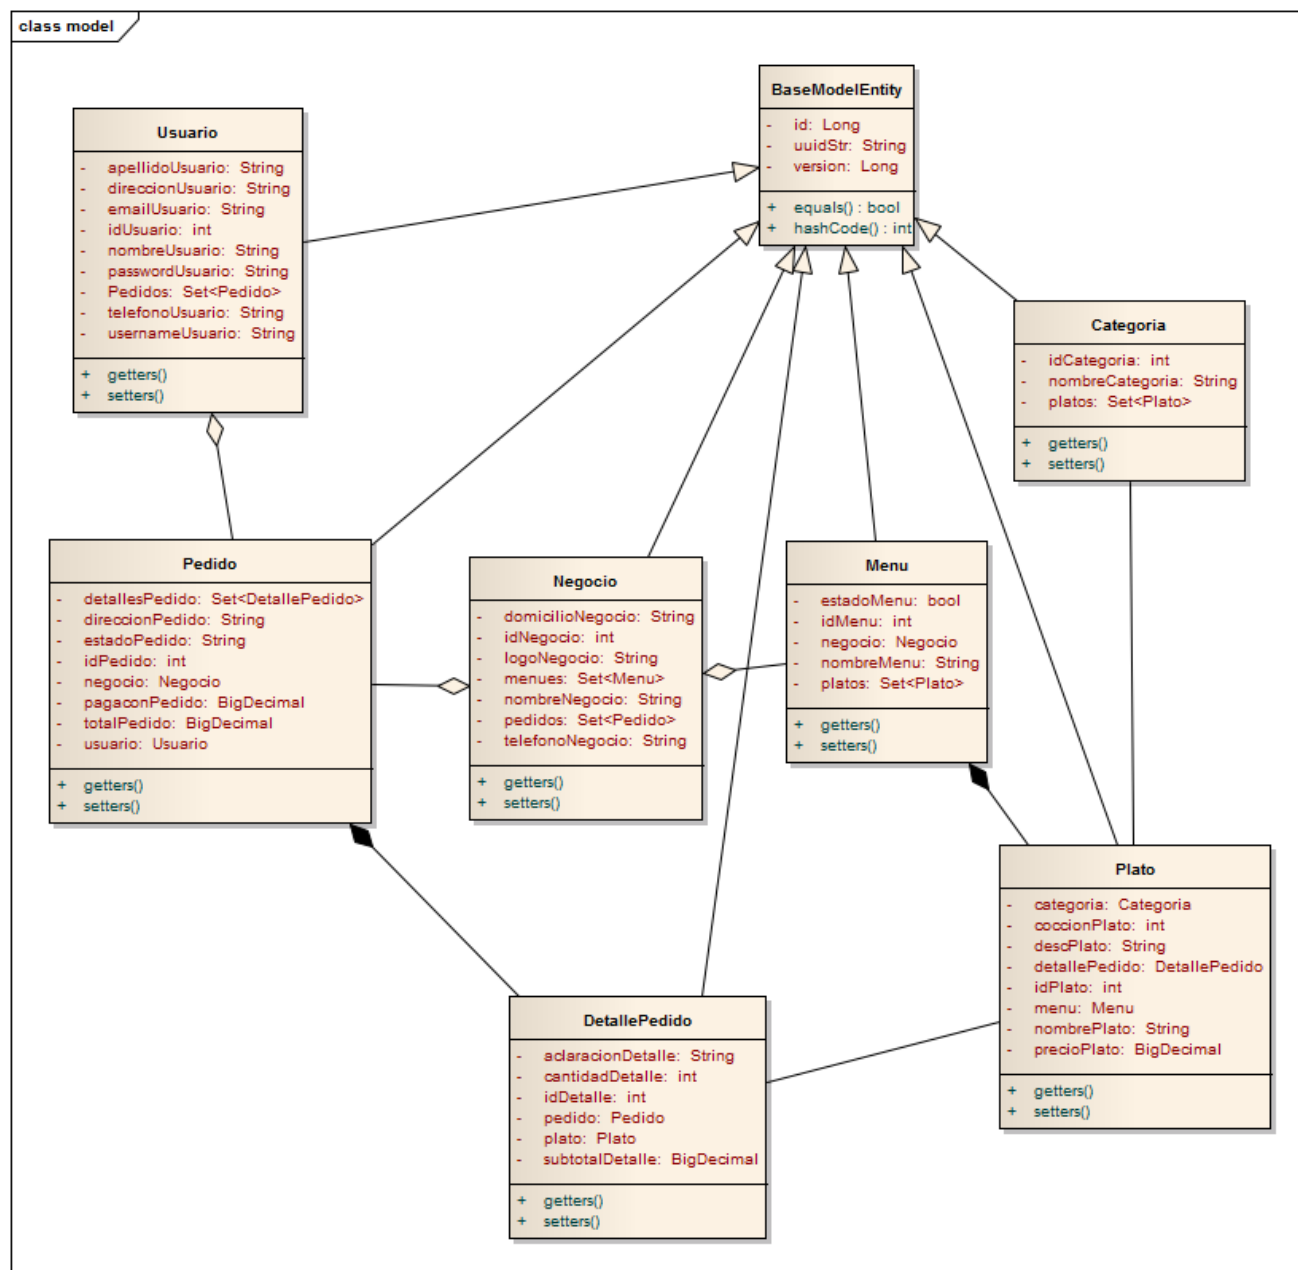 class model
BaseModelEntity
- id: Long
- uuidStr: String
- version: Long
+ equals() : bool
+ hashCode() : int
Usuario
- apellidoUsuario: String
- direccionUsuario: String
- emailUsuario: String
- idUsuario: int
- nombreUsuario: String
- passwordUsuario: String
- Pedidos: Set<Pedido>
- telefonoUsuario: String
- usernameUsuario: String
+ getters()
+ setters()
Categoria
- idCategoria: int
- nombreCategoria: String
- platos: Set<Plato>
+ getters()
+ setters()
Pedido
- detallesPedido: Set<DetallePedido>
- direccionPedido: String
- estadoPedido: String
- idPedido: int
- negocio: Negocio
- pagaconPedido: BigDecimal
- totalPedido: BigDecimal
- usuario: Usuario
+ getters()
+ setters()
Negocio
- domicilioNegocio: String
- idNegocio: int
- logoNegocio: String
- menues: Set<Menu>
- nombreNegocio: String
- pedidos: Set<Pedido>
- telefonoNegocio: String
+ getters()
+ setters()
Menu
- estadoMenu: bool
- idMenu: int
- negocio: Negocio
- nombreMenu: String
- platos: Set<Plato>
+ getters()
+ setters()
Plato
- categoria: Categoria
- coccionPlato: int
- descPlato: String
- detallePedido: DetallePedido
- idPlato: int
- menu: Menu
- nombrePlato: String
- precioPlato: BigDecimal
+ getters()
+ setters()
DetallePedido
- aclaracionDetalle: String
- cantidadDetalle: int
- idDetalle: int
- pedido: Pedido
- plato: Plato
- subtotalDetalle: BigDecimal
+ getters()
+ setters()